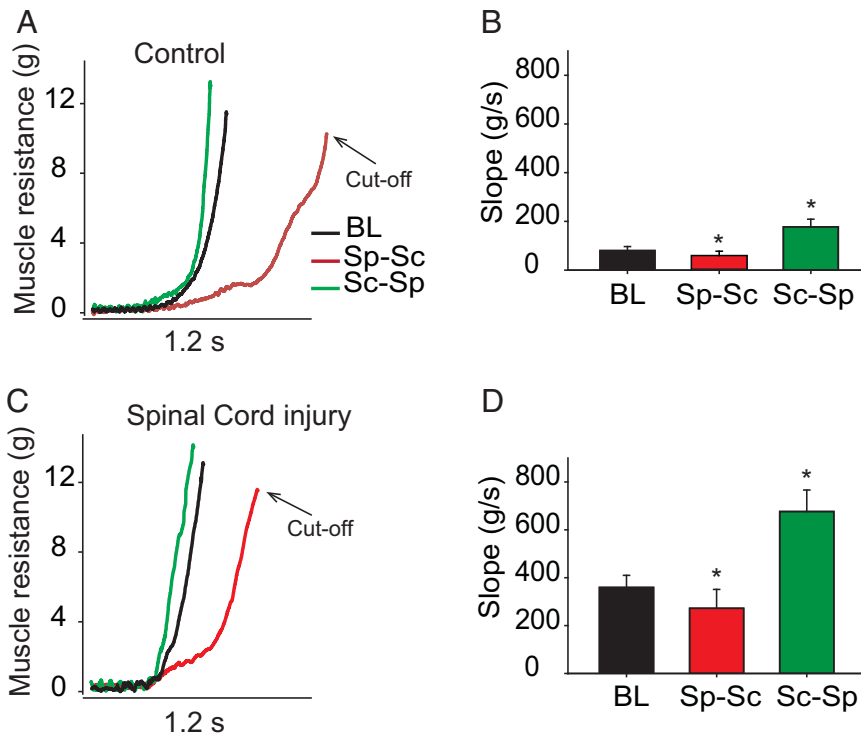 A
Control
Muscle resistance (g)
12
8
4
0
Cut-off
BL
Sp-Sc
Sc-Sp
1.2 s
B
Slope (g/s)
800
600
400
200
0
*
*
BL Sp-Sc Sc-Sp
C
Spinal Cord injury
Muscle resistance (g)
12
8
4
0
Cut-off
1.2 s
D
Slope (g/s)
800
600
400
200
0
*
*
BL Sp-Sc Sc-Sp